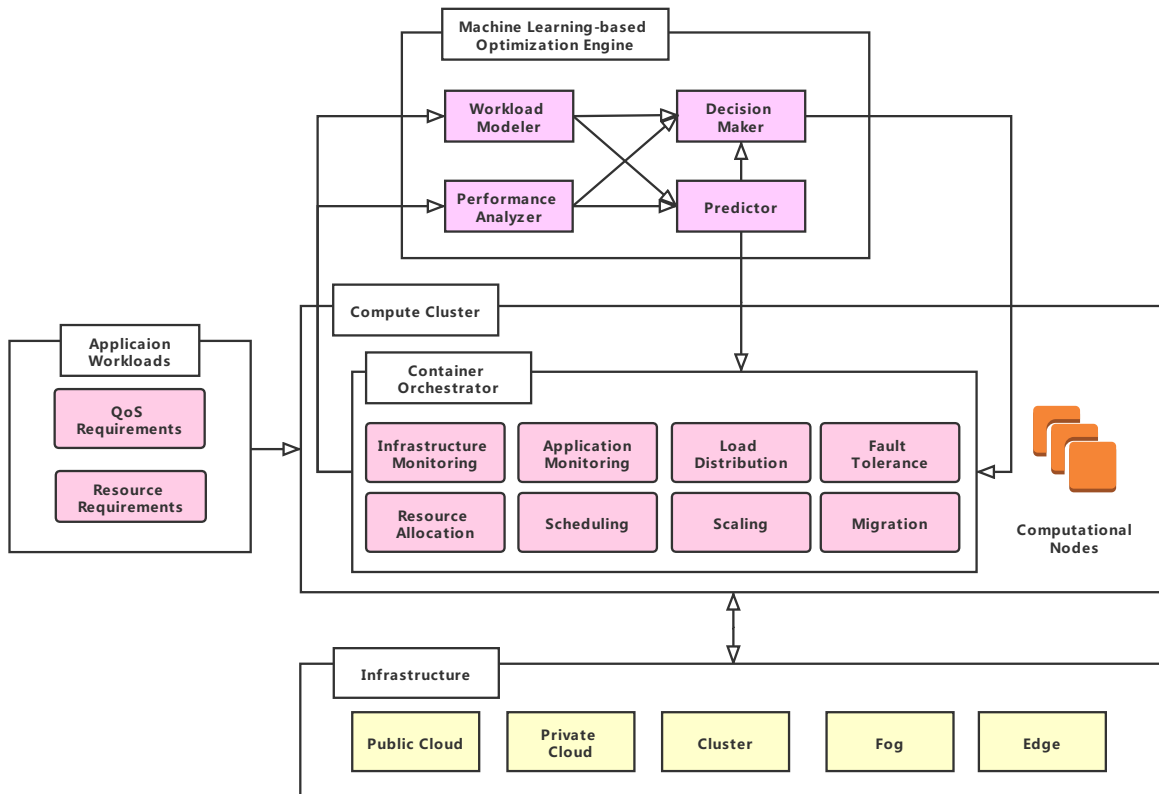 Machine Learning-based
Optimization Engine
Workload
Modeler
Decision
Maker
Performance
Analyzer
Predictor
Compute Cluster
Applicaion
Workloads
QoS
Requirements
Resource
Requirements
Container
Orchestrator
Infrastructure
Monitoring
Application
Monitoring
Load
Distribution
Fault
Tolerance
Resource
Allocation
Scheduling
Scaling
Migration
Computational
Nodes
Infrastructure
Public Cloud
Private
Cloud
Cluster
Fog
Edge